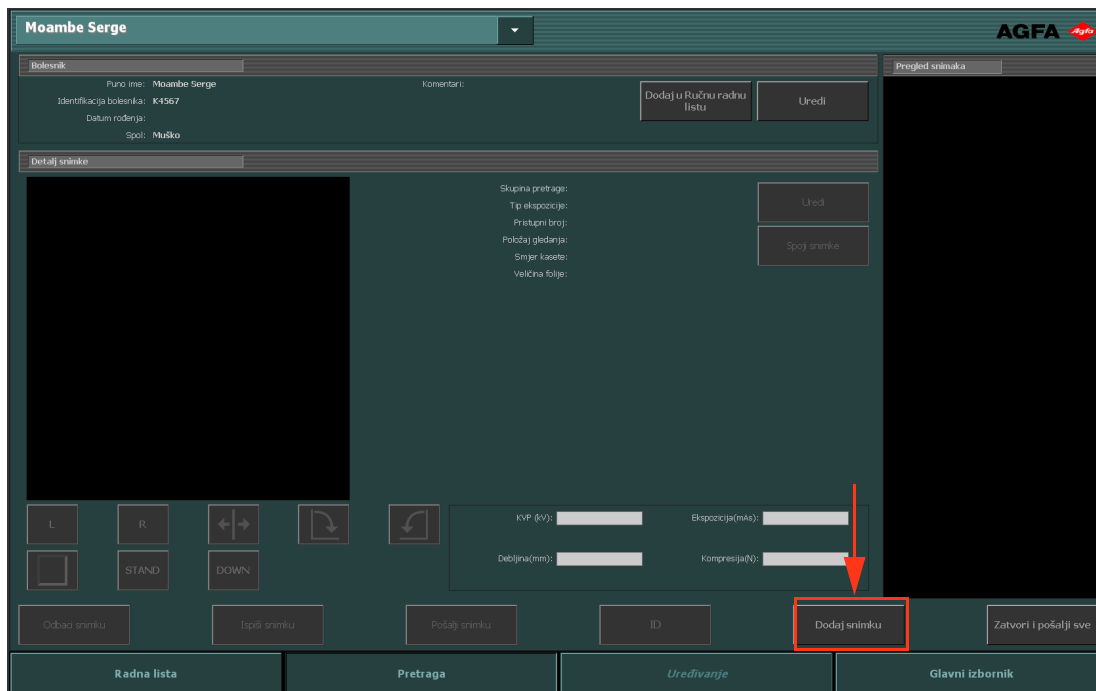 Moambe Serge
AGFA
Agfa
Bolesnik
Puno ime: Moambe Serge
Identifikacija bolesnika: K4567
Datum rođenja:
Spol: Muško
Komentari:
Dodaj u Ručnu radnu
listu
Uredi
Pregled snimaka
Detalj snimke
Skupina pretrage:
Tip ekspozicije:
Pristupni broj:
Položaj gledanja:
Smjer kasete:
Veličina folije:
Uredi
Spoji snimke
L
R
STAND
DOWN
KVP (kV):
Ekspozicija(mAs):
Debljina(mm):
Kompresija(N):
Odbaci snimku
Ispiši snimku
Pošalji snimku
ID
Dodaj snimku
Zatvori i pošalji sve
Radna lista
Pretraga
Uređivanje
Glavni izbornik